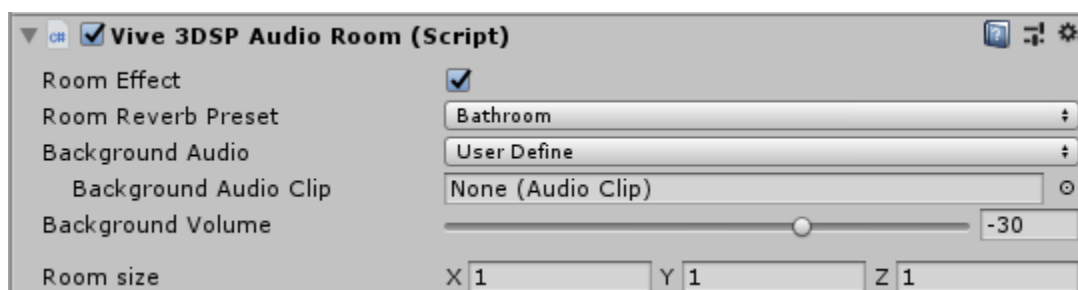 Vive 3DSP Audio Room (Script)
Room Effect
Room Reverb Preset Bathroom
Background Audio User Define
Background Audio Clip None (Audio Clip)
Background Volume -30
Room size X 1 Y 1 Z 1